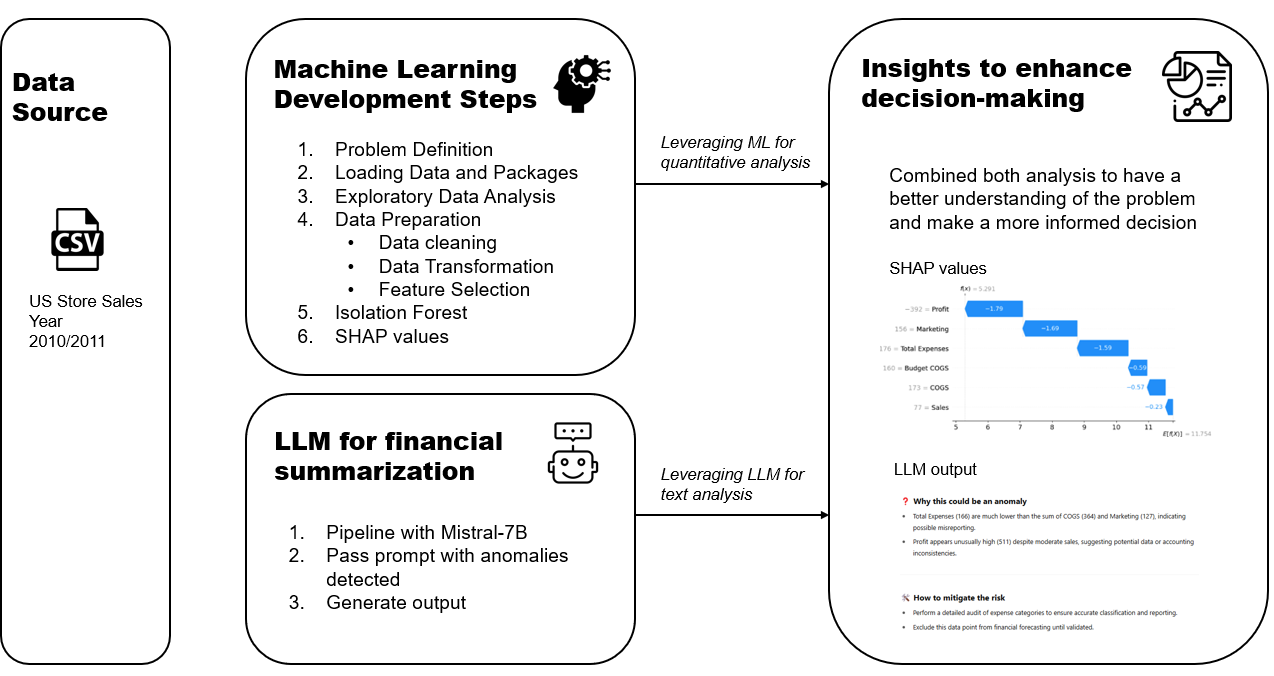 Data
Source
CSV
US Store Sales
Year
2010/2011
Machine Learning
Development Steps
1. Problem Definition
2. Loading Data and Packages
3. Exploratory Data Analysis
4. Data Preparation
• Data cleaning
• Data Transformation
• Feature Selection
5. Isolation Forest
6. SHAP values
LLM for financial
summarization
1. Pipeline with Mistral-7B
2. Pass prompt with anomalies
detected
3. Generate output
Leveraging ML for
quantitative analysis
Leveraging LLM for
text analysis
Insights to enhance
decision-making
Combined both analysis to have a
better understanding of the problem
and make a more informed decision
SHAP values
f(x) = 5.291
−392 = Profit −1.79
156 = Marketing −1.69
176 = Total Expenses −1.59
160 = Budget COGS −0.59
173 = COGS −0.57
77 = Sales −0.23
5 6 7 8 9 10 11
E[f(X)] = 11.754
LLM output
❓ Why this could be an anomaly
• Total Expenses (166) are much lower than the sum of COGS (364) and Marketing (127), indicating
possible misreporting.
• Profit appears unusually high (511) despite moderate sales, suggesting potential data or accounting
inconsistencies.
🛠 How to mitigate the risk
• Perform a detailed audit of expense categories to ensure accurate classification and reporting.
• Exclude this data point from financial forecasting until validated.